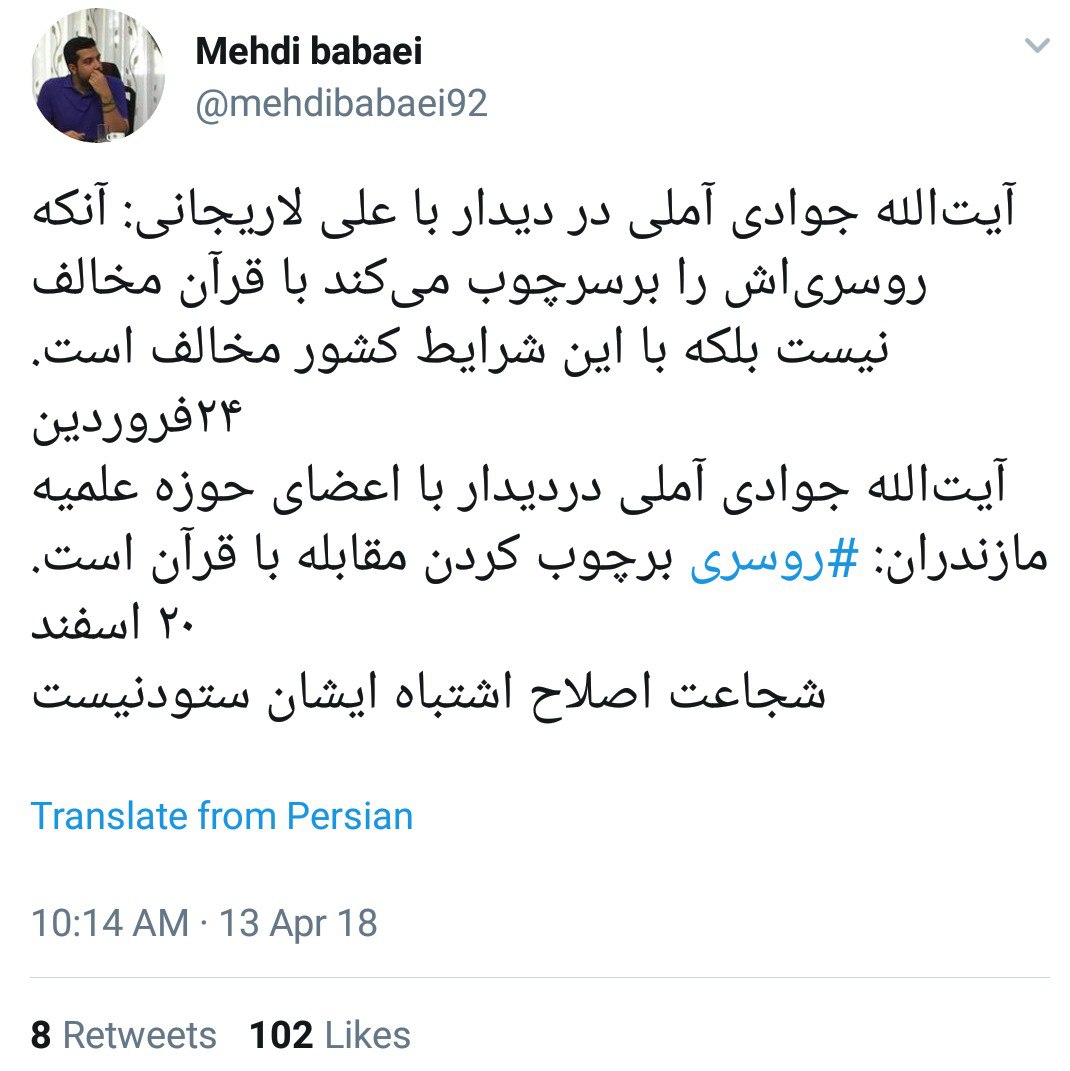 Mehdi babaei
@mehdibabaei92
آیت‌الله جوادی آملی در دیدار با علی لاریجانی: آنکه
روسری‌اش را برسرچوب می‌کند با قرآن مخالف
نیست بلکه با این شرایط کشور مخالف است.
۲۴فروردین
آیت‌الله جوادی آملی دردیدار با اعضای حوزه علمیه
مازندران: #روسری برچوب کردن مقابله با قرآن است.
۲۰ اسفند
شجاعت اصلاح اشتباه ایشان ستودنیست
Translate from Persian
10:14 AM · 13 Apr 18
8 Retweets 102 Likes